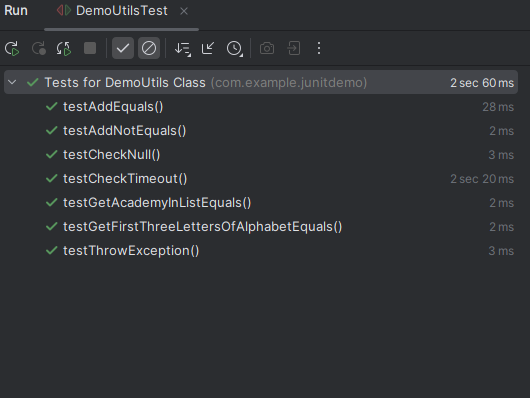 Run DemoUtilsTest
Tests for DemoUtils Class (com.example.junitdemo) 2 sec 60 ms
testAddEquals() 28 ms
testAddNotEquals() 2 ms
testCheckNull() 3 ms
testCheckTimeout() 2 sec 20 ms
testGetAcademyInListEquals() 2 ms
testGetFirstThreeLettersOfAlphabetEquals() 2 ms
testThrowException() 3 ms